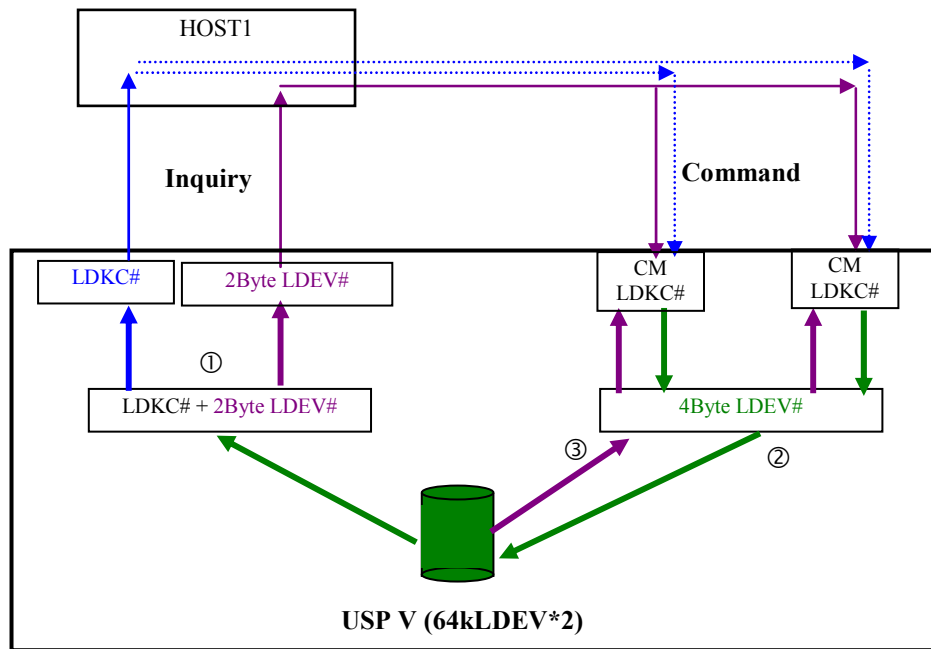 HOST1
Inquiry
Command
LDKC#
2Byte LDEV#
CM
LDKC#
CM
LDKC#
①
LDKC# + 2Byte LDEV#
4Byte LDEV#
③
②
USP V (64kLDEV*2)